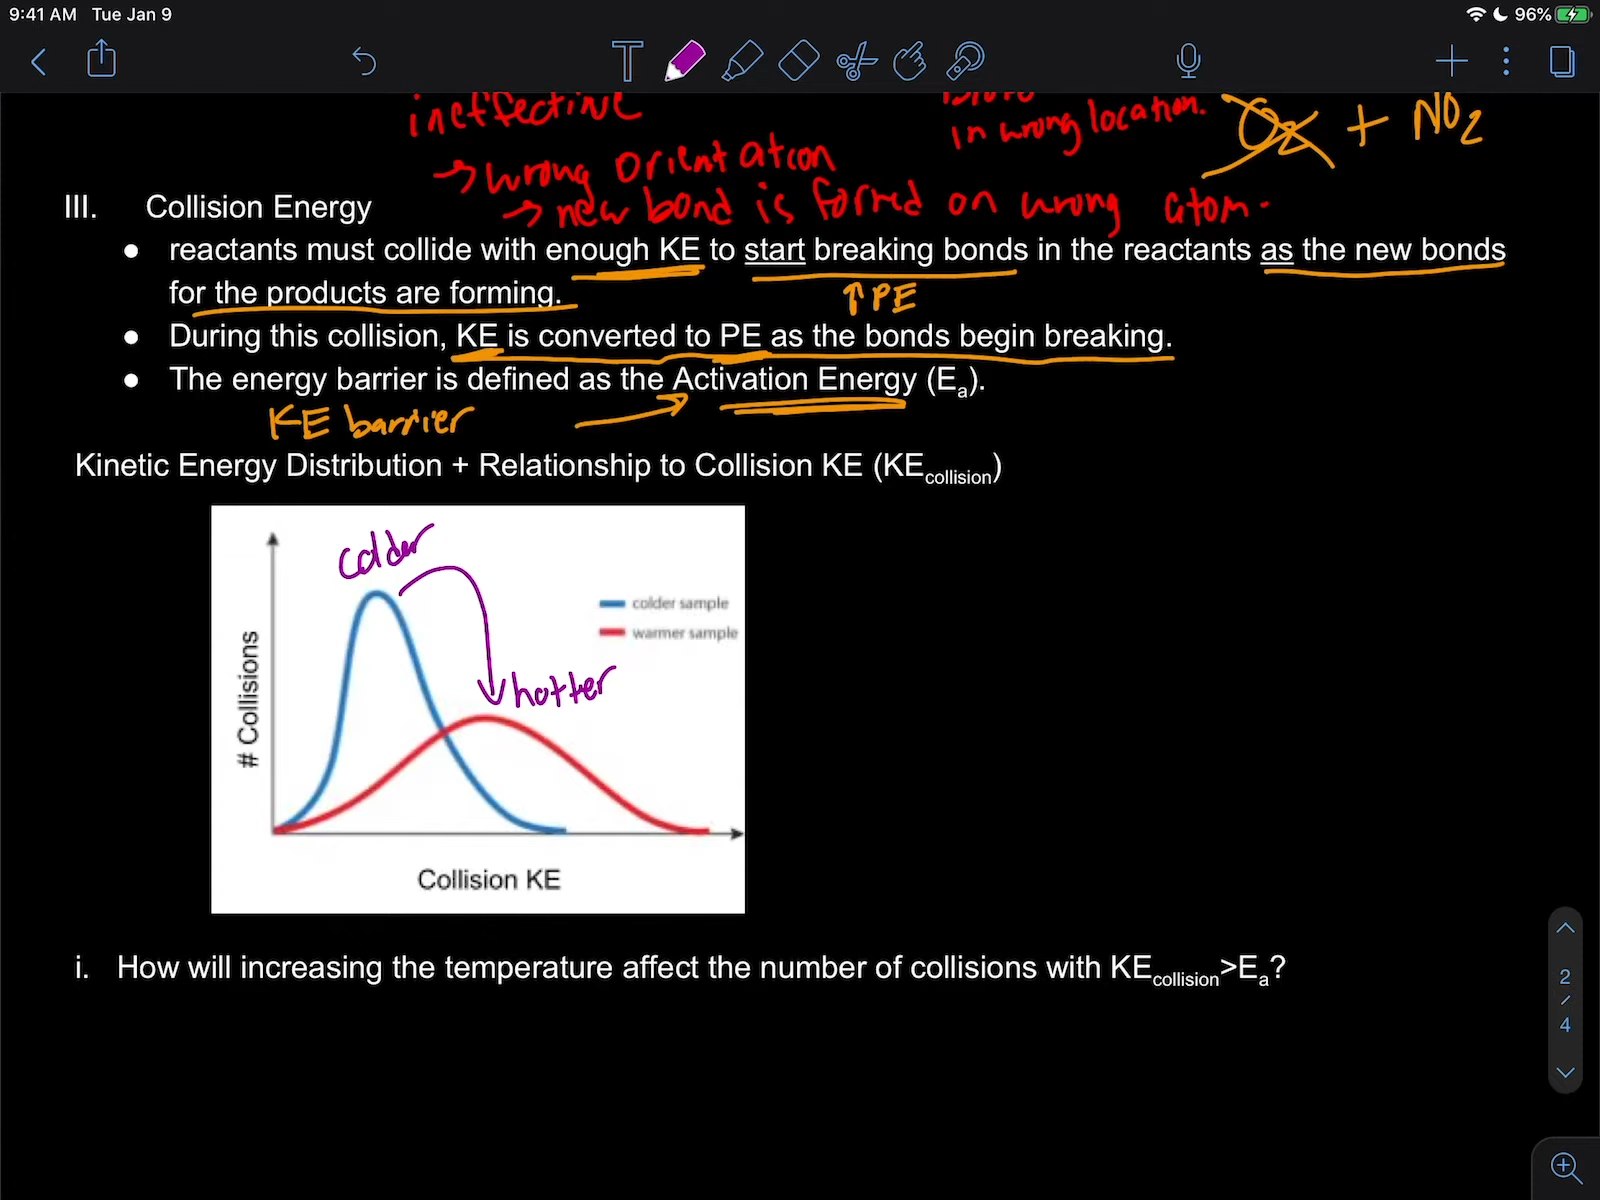 9:41 AM Tue Jan 9
96%
T
ineffective
in wrong location.
O₂ + NO₂
→ wrong orientation
→ new bond is formed on wrong atom.
III. Collision Energy
• reactants must collide with enough KE to start breaking bonds in the reactants as the new bonds
for the products are forming.
↑PE
• During this collision, KE is converted to PE as the bonds begin breaking.
• The energy barrier is defined as the Activation Energy (Eₐ).
KE barrier
Kinetic Energy Distribution + Relationship to Collision KE (KEcollision)
colder
colder sample
warmer sample
hotter
# Collisions
Collision KE
i. How will increasing the temperature affect the number of collisions with KEcollision>Eₐ?
2
/
4